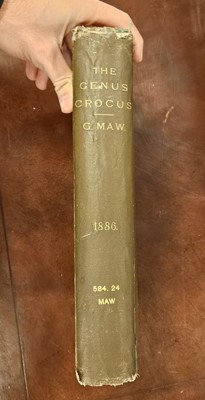 THE
GENUS
CROCUS
G. MAW.
1886.
584.24
MAW